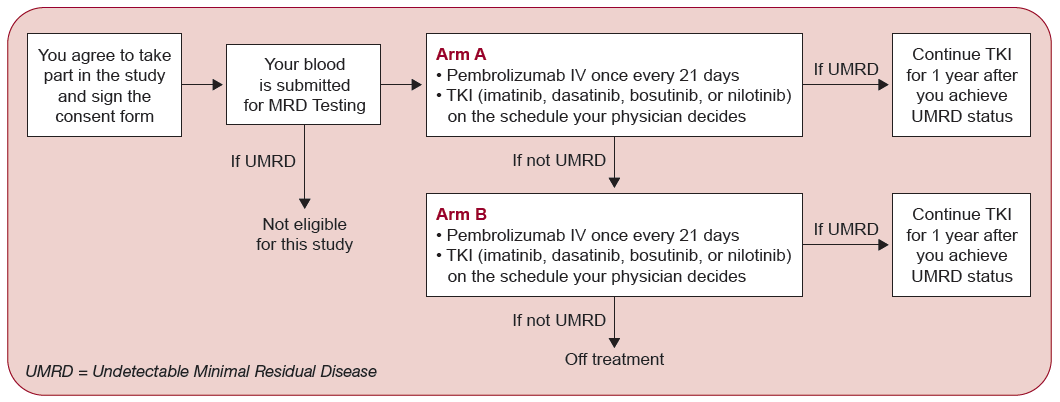 You agree to take
part in the study
and sign the
consent form
Your blood
is submitted
for MRD Testing
If UMRD
Not eligible
for this study
Arm A
• Pembrolizumab IV once every 21 days
• TKI (imatinib, dasatinib, bosutinib, or nilotinib)
on the schedule your physician decides
If UMRD
Continue TKI
for 1 year after
you achieve
UMRD status
If not UMRD
Arm B
• Pembrolizumab IV once every 21 days
• TKI (imatinib, dasatinib, bosutinib, or nilotinib)
on the schedule your physician decides
If UMRD
Continue TKI
for 1 year after
you achieve
UMRD status
If not UMRD
Off treatment
UMRD = Undetectable Minimal Residual Disease